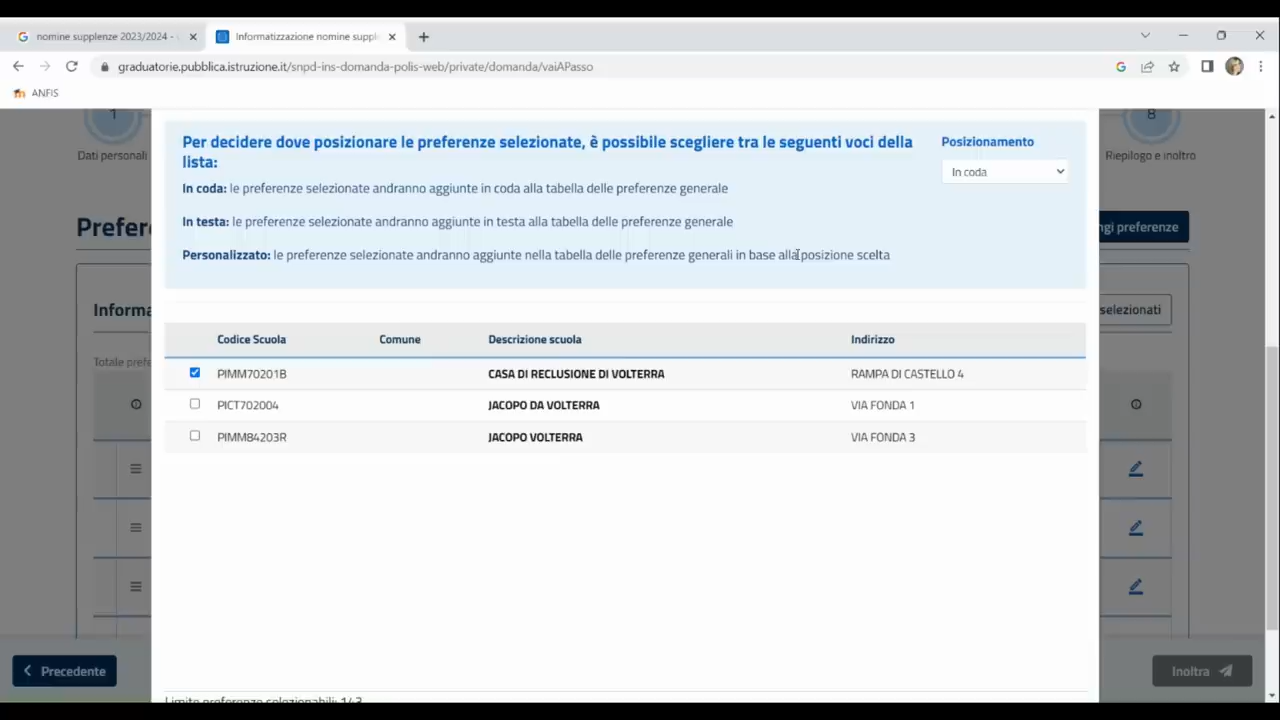 nomine supplenze 2023/2024 -
Informatizzazione nomine suppl
graduatorie.pubblica.istruzione.it/snpd-ins-domanda-polis-web/private/domanda/vaiAPasso
ANFIS
1
8
Dati personali
Riepilogo e inoltro
Per decidere dove posizionare le preferenze selezionate, è possibile scegliere tra le seguenti voci della
lista:
Posizionamento
In coda
In coda: le preferenze selezionate andranno aggiunte in coda alla tabella delle preferenze generale
In testa: le preferenze selezionate andranno aggiunte in testa alla tabella delle preferenze generale
Personalizzato: le preferenze selezionate andranno aggiunte nella tabella delle preferenze generali in base alla posizione scelta
Prefer
ngi preferenze
Informa
selezionati
Totale prefe
Codice Scuola Comune Descrizione scuola Indirizzo
PIMM70201B CASA DI RECLUSIONE DI VOLTERRA RAMPA DI CASTELLO 4
PICT702004 JACOPO DA VOLTERRA VIA FONDA 1
PIMM84203R JACOPO VOLTERRA VIA FONDA 3
Precedente
Inoltra
Limite preferenze selezionabili: 143